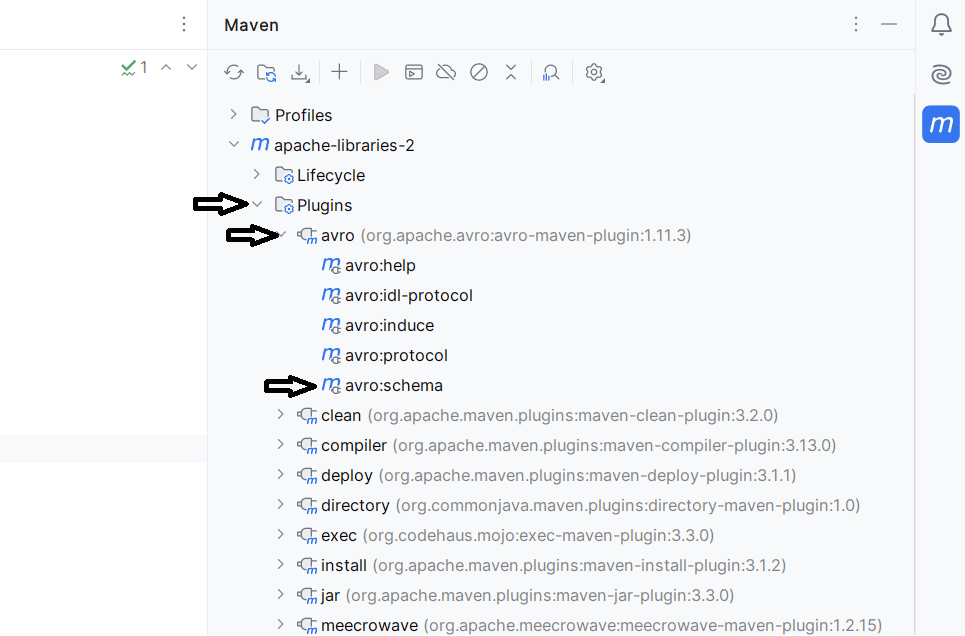 Maven
1
Profiles
m apache-libraries-2
Lifecycle
Plugins
avro (org.apache.avro:avro-maven-plugin:1.11.3)
avro:help
avro:idl-protocol
avro:induce
avro:protocol
avro:schema
clean (org.apache.maven.plugins:maven-clean-plugin:3.2.0)
compiler (org.apache.maven.plugins:maven-compiler-plugin:3.13.0)
deploy (org.apache.maven.plugins:maven-deploy-plugin:3.1.1)
directory (org.commonjava.maven.plugins:directory-maven-plugin:1.0)
exec (org.codehaus.mojo:exec-maven-plugin:3.3.0)
install (org.apache.maven.plugins:maven-install-plugin:3.1.2)
jar (org.apache.maven.plugins:maven-jar-plugin:3.3.0)
meecrowave (org.apache.meecrowave:meecrowave-maven-plugin:1.2.15)
m